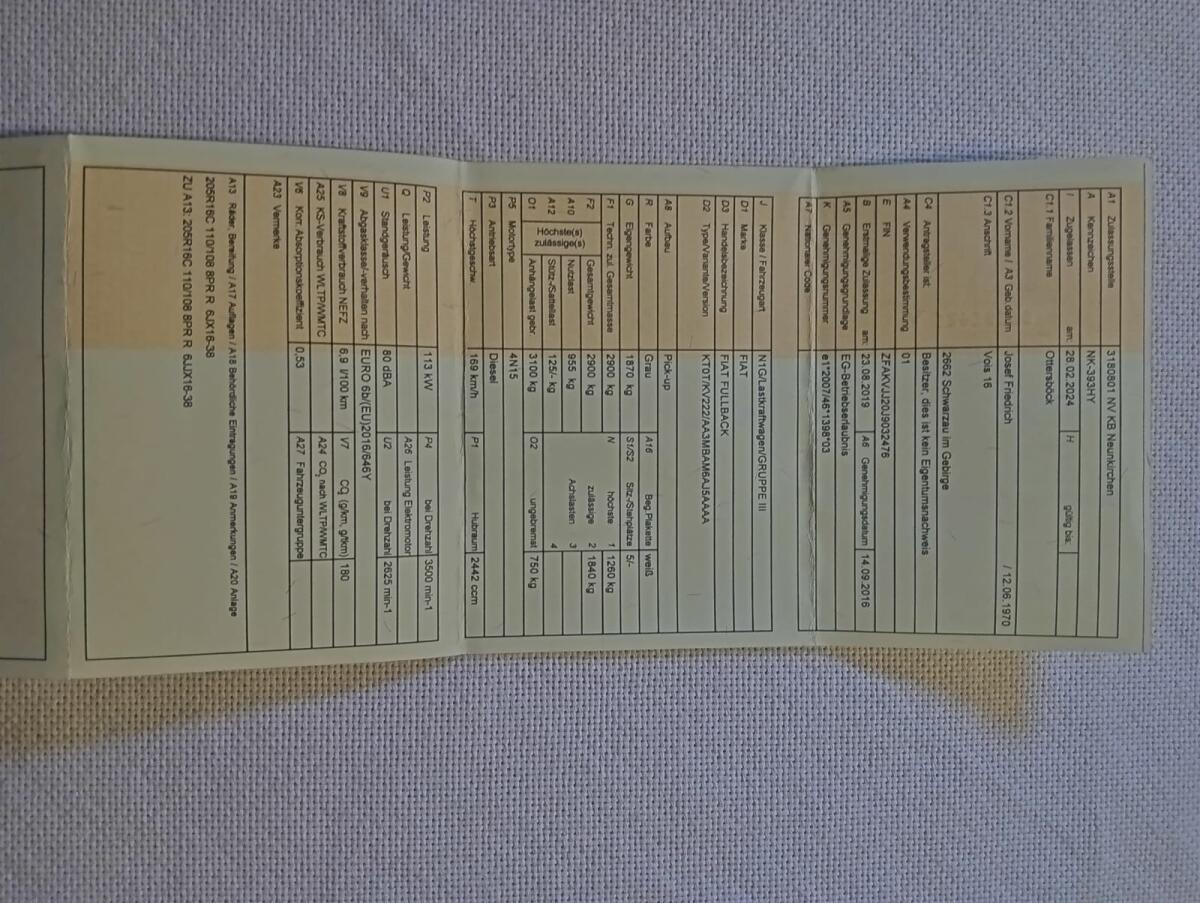 A1 Zulassungsstelle 3180801 NV KB Neunkirchen
A Kennzeichen NK-393HY
I Zugelassen am: 28.02.2024 H gültig bis:
C1.1 Familienname Ottersböck
C1.2 Vorname / A3 Geb.datum Josef Friedrich / 12.06.1970
C1.3 Anschrift Vois 16
2662 Schwarzau im Gebirge
C4 Antragsteller ist Besitzer, dies ist kein Eigentumsnachweis
A4 Verwendungsbestimmung 01
E FIN ZFAKVJJ20J9032476
B Erstmalige Zulassung am: 23.08.2019 A6 Genehmigungsdatum 14.09.2016
A5 Genehmigungsgrundlage EG-Betriebserlaubnis
K Genehmigungsnummer e1*2007/46*1398*03
A7 Nationaler Code
J Klasse / Fahrzeugart N1G/Lastkraftwagen/GRUPPE III
D1 Marke FIAT
D3 Handelsbezeichnung FIAT FULLBACK
D2 Type/Variante/Version KT0T/KV222/AA3MBAM6AJ5AAAA
A8 Aufbau Pick-up
R Farbe Grau A16 Beg.Plakette weiß
G Eigengewicht 1870 kg S1/S2 Sitz-/Stehplätze 5/-
F1 Techn. zul. Gesamtmasse 2900 kg N höchste 1 1260 kg
F2 Höchste(s) zulässige(s) Gesamtgewicht 2900 kg zulässige 2 1840 kg
A10 Nutzlast 955 kg Achslasten 3
A12 Stütz-/Sattellast 125/- kg 4
O1 Anhängelast gebr. 3100 kg O2 ungebremst 750 kg
P5 Motortype 4N15
P3 Antriebsart Diesel
T Höchstgeschw. 169 km/h P1 Hubraum 2442 ccm
P2 Leistung 113 kW P4 bei Drehzahl 3500 min-1
Q Leistung/Gewicht A26 Leistung Elektromotor
U1 Standgeräusch 80 dBA U2 bei Drehzahl 2625 min-1
V9 Abgasklasse/-verhalten nach EURO 6b/(EU)2016/646Y
V8 Kraftstoffverbrauch NEFZ 6,9 l/100 km V7 CO₂ (g/km, g/tkm) 180
A25 KS-Verbrauch WLTP/WMTC A24 CO₂ nach WLTP/WMTC
V6 Korr. Absorptionskoeffizient 0,53 A27 Fahrzeuguntergruppe
A23 Vermerke
A13 Räder, Bereifung / A17 Auflagen / A18 Behördliche Eintragungen / A19 Anmerkungen / A20 Anlage
205R16C 110/108 8PR R 6JX16-38
ZU A13: 205R16C 110/108 8PR R 6JJX16-38